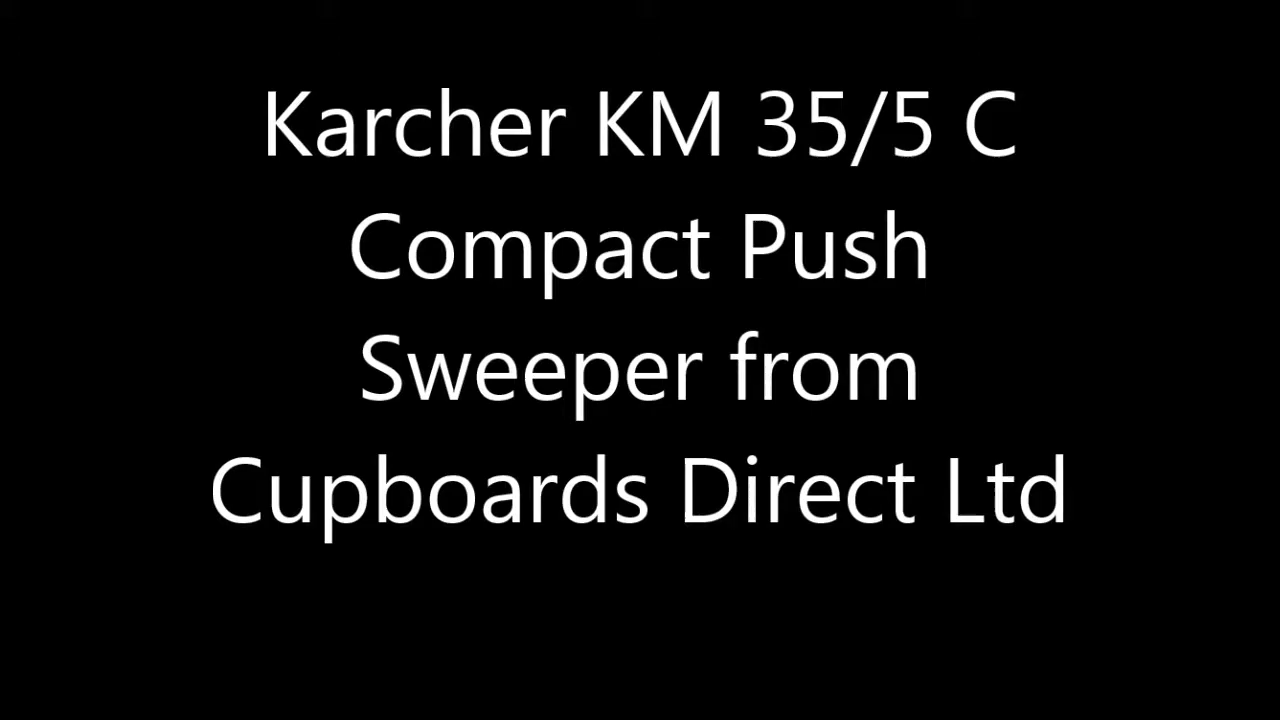 Karcher KM 35/5 C
Compact Push
Sweeper from
Cupboards Direct Ltd